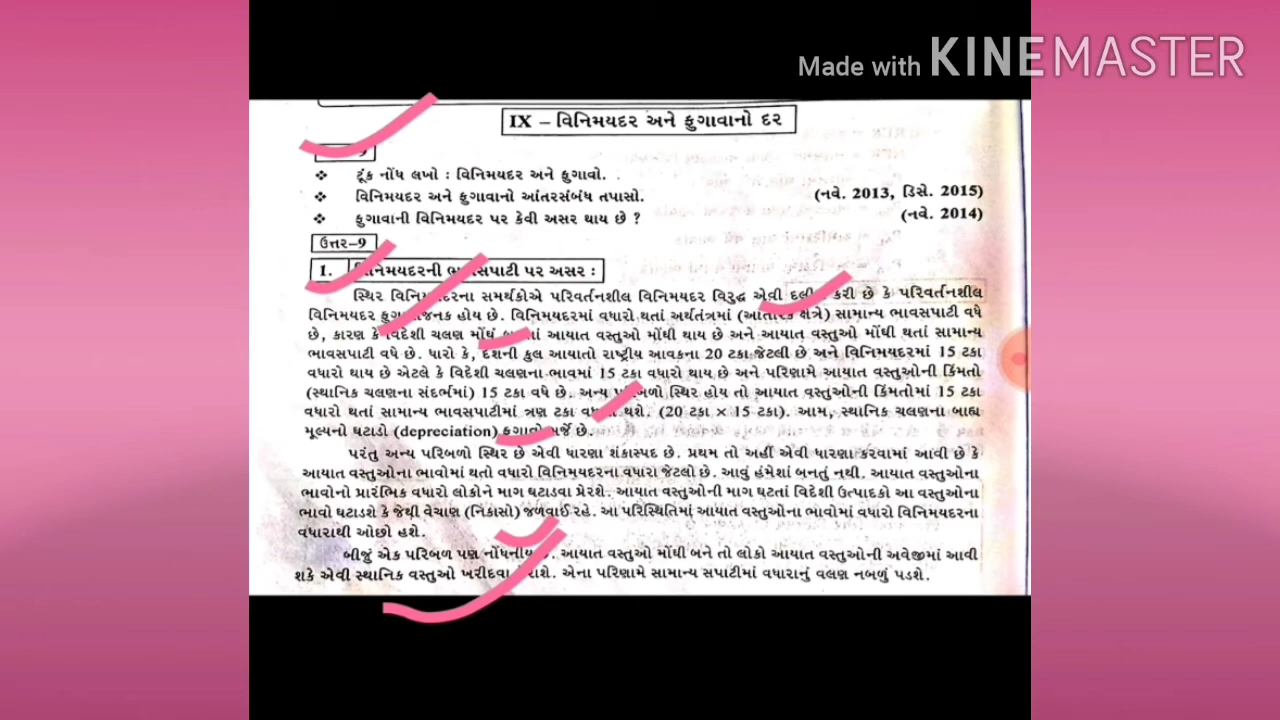 Made with KINEMASTER
IX – વિનિમયદર અને ફુગાવાનો દર
❖ ટૂંક નોંધ લખો : વિનિમયદર અને ફુગાવો.
❖ વિનિમયદર અને ફુગાવાનો આંતરસંબંધ તપાસો. (નવે. 2013, ડિસે. 2015)
❖ ફુગાવાની વિનિમયદર પર કેવી અસર થાય છે ? (નવે. 2014)
ઉત્તર–9
1. વિનિમયદરની ભાવસપાટી પર અસર :
સ્થિર વિનિમયદરના સમર્થકોએ પરિવર્તનશીલ વિનિમયદર વિરુદ્ધ એવી દલીલ કરી છે કે પરિવર્તનશીલ
વિનિમયદર હોય છે. વિનિમયદરમાં વધારો થતાં અર્થતંત્રમાં (આંતરિક ક્ષેત્રે) સામાન્ય ભાવસપાટી વધે
છે, કારણ કે વિદેશી ચલણ મોંઘું આયાત વસ્તુઓ મોંઘી થાય છે અને આયાત વસ્તુઓ મોંઘી થતાં સામાન્ય
ભાવસપાટી વધે છે. ધારો કે, દેશની કુલ આયાતો રાષ્ટ્રીય આવકના 20 ટકા જેટલી છે અને વિનિમયદરમાં 15 ટકા
વધારો થાય છે એટલે કે વિદેશી ચલણના ભાવમાં 15 ટકા વધારો થાય છે અને પરિણામે આયાત વસ્તુઓની કિંમતો
(સ્થાનિક ચલણના સંદર્ભમાં) 15 ટકા વધે છે. અન્ય પરિબળો સ્થિર હોય તો આયાત વસ્તુઓની કિંમતોમાં 15 ટકા
વધારો થતાં સામાન્ય ભાવસપાટીમાં ત્રણ ટકા વધારો થશે. (20 ટકા × 15 ટકા). આમ, સ્થાનિક ચલણના બાહ્ય
મૂલ્યનો ઘટાડો (depreciation) ફુગાવો સર્જે છે.
પરંતુ અન્ય પરિબળો સ્થિર છે એવી ધારણા શંકાસ્પદ છે. પ્રથમ તો અહીં એવી ધારણા કરવામાં આવી છે કે
આયાત વસ્તુઓના ભાવોમાં થતો વધારો વિનિમયદરના વધારા જેટલો છે. આવું હંમેશાં બનતું નથી. આયાત વસ્તુઓના
ભાવોનો પ્રારંભિક વધારો લોકોને માગ ઘટાડવા પ્રેરશે. આયાત વસ્તુઓની માગ ઘટતાં વિદેશી ઉત્પાદકો આ વસ્તુઓના
ભાવો ઘટાડશે કે જેથી વેચાણ (નિકાસો) જળવાઈ રહે. આ પરિસ્થિતિમાં આયાત વસ્તુઓના ભાવોમાં વધારો વિનિમયદરના
વધારાથી ઓછો હશે.
બીજું એક પરિબળ પણ નોંધનીય છે. આયાત વસ્તુઓ મોંઘી બને તો લોકો આયાત વસ્તુઓની અવેજીમાં આવી
શકે એવી સ્થાનિક વસ્તુઓ ખરીદવા પ્રેરાશે. એના પરિણામે સામાન્ય સપાટીમાં વધારાનું વલણ નબળું પડશે.